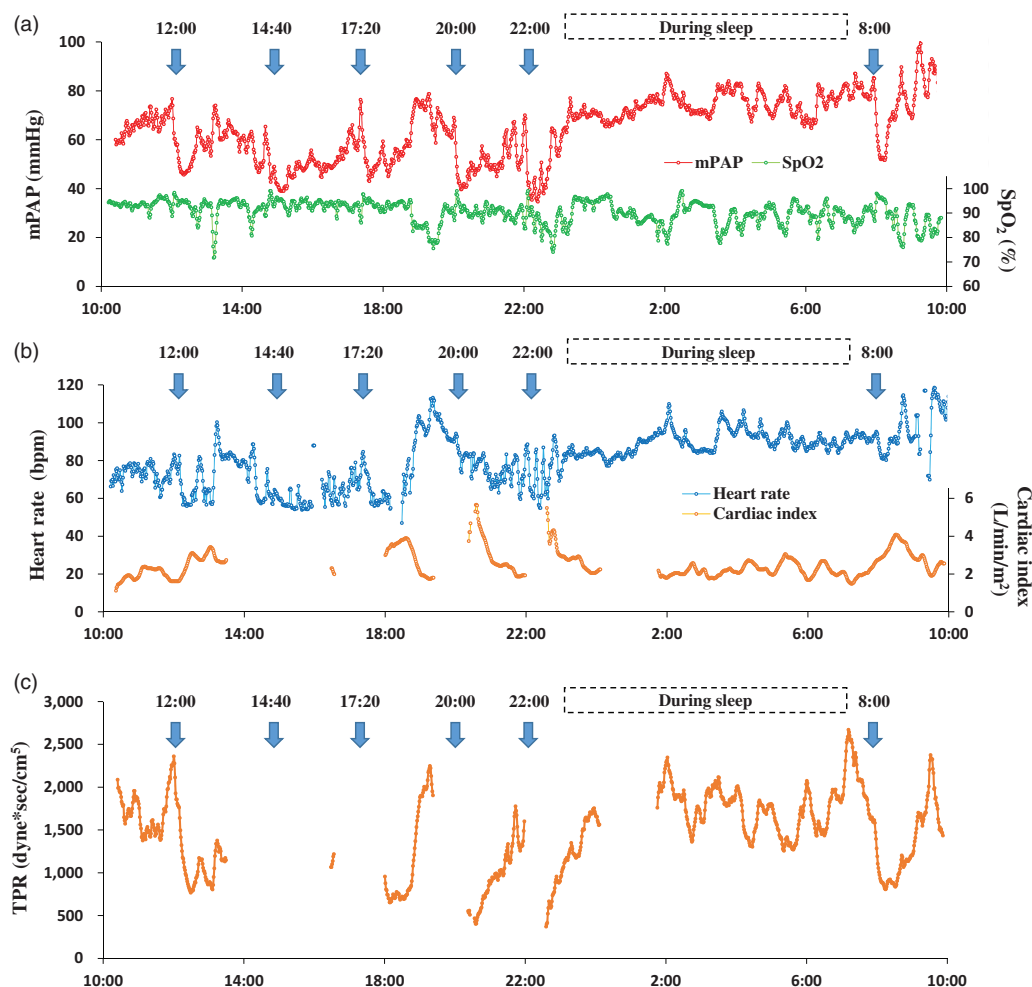 (a)
12:00 14:40 17:20 20:00 22:00 During sleep 8:00
100
80
60
40
20
0
mPAP (mmHg)
mPAP SpO2
100
90
80
70
60
SpO2 (%)
10:00 14:00 18:00 22:00 2:00 6:00 10:00
(b)
12:00 14:40 17:20 20:00 22:00 During sleep 8:00
120
100
80
60
40
20
0
Heart rate (bpm)
Heart rate
Cardiac index
6
4
2
0
Cardiac index
(L/min/m2)
10:00 14:00 18:00 22:00 2:00 6:00 10:00
(c)
12:00 14:40 17:20 20:00 22:00 During sleep 8:00
3,000
2,500
2,000
1,500
1,000
500
0
TPR (dyne*sec/cm5)
10:00 14:00 18:00 22:00 2:00 6:00 10:00